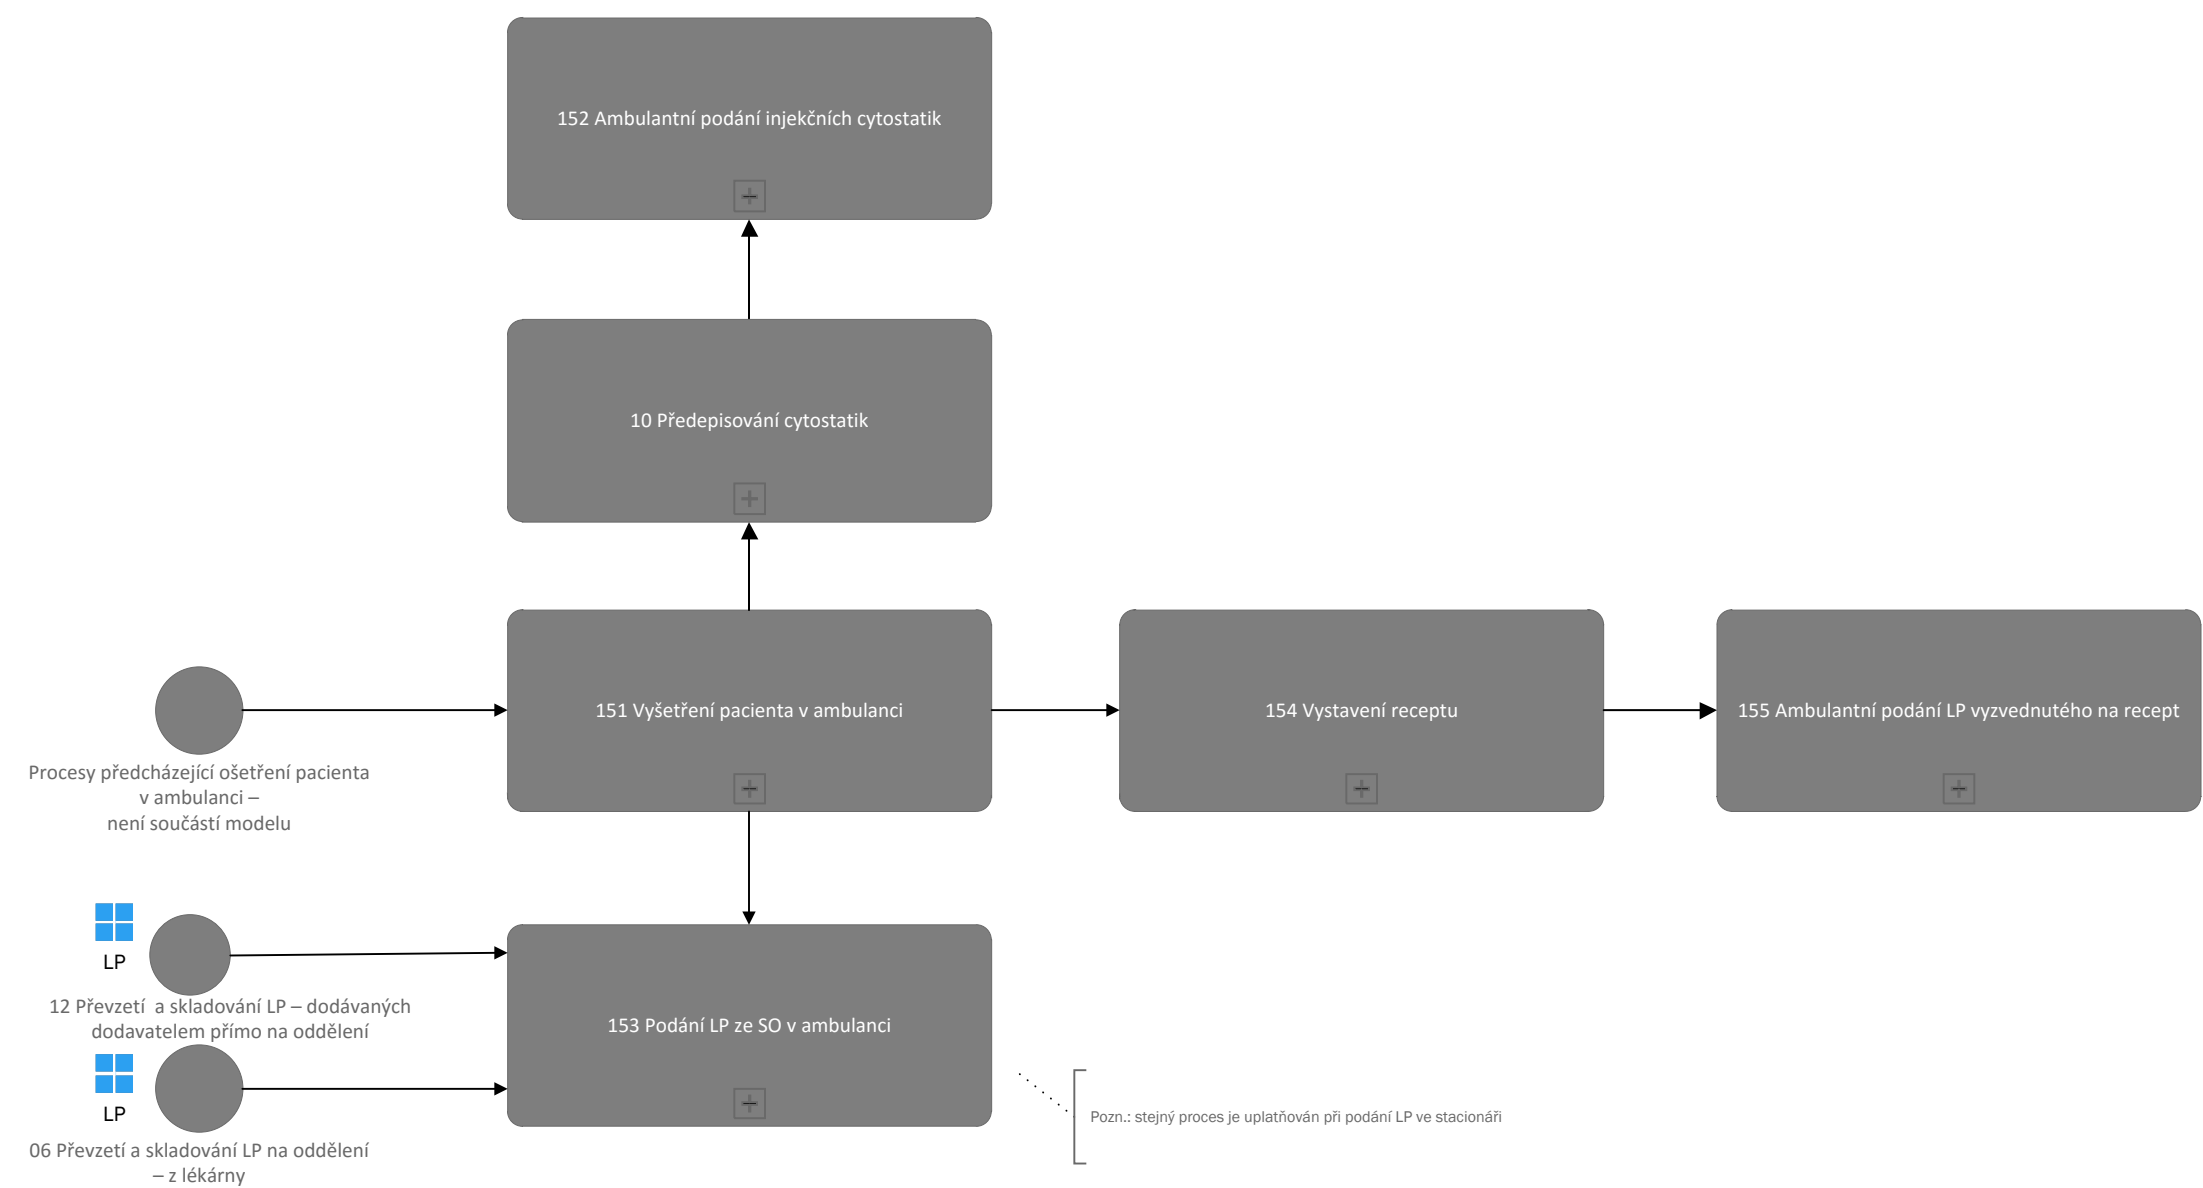 152 Ambulantní podání injekčních cytostatik
10 Předepisování cytostatik
151 Vyšetření pacienta v ambulanci
154 Vystavení receptu
155 Ambulantní podání LP vyzvednutého na recept
Procesy předcházející ošetření pacienta
v ambulanci –
není součástí modelu
LP
12 Převzetí  a skladování LP – dodávaných
dodavatelem přímo na oddělení
153 Podání LP ze SO v ambulanci
LP
Pozn.: stejný proces je uplatňován při podání LP ve stacionáři
06 Převzetí a skladování LP na oddělení
– z lékárny